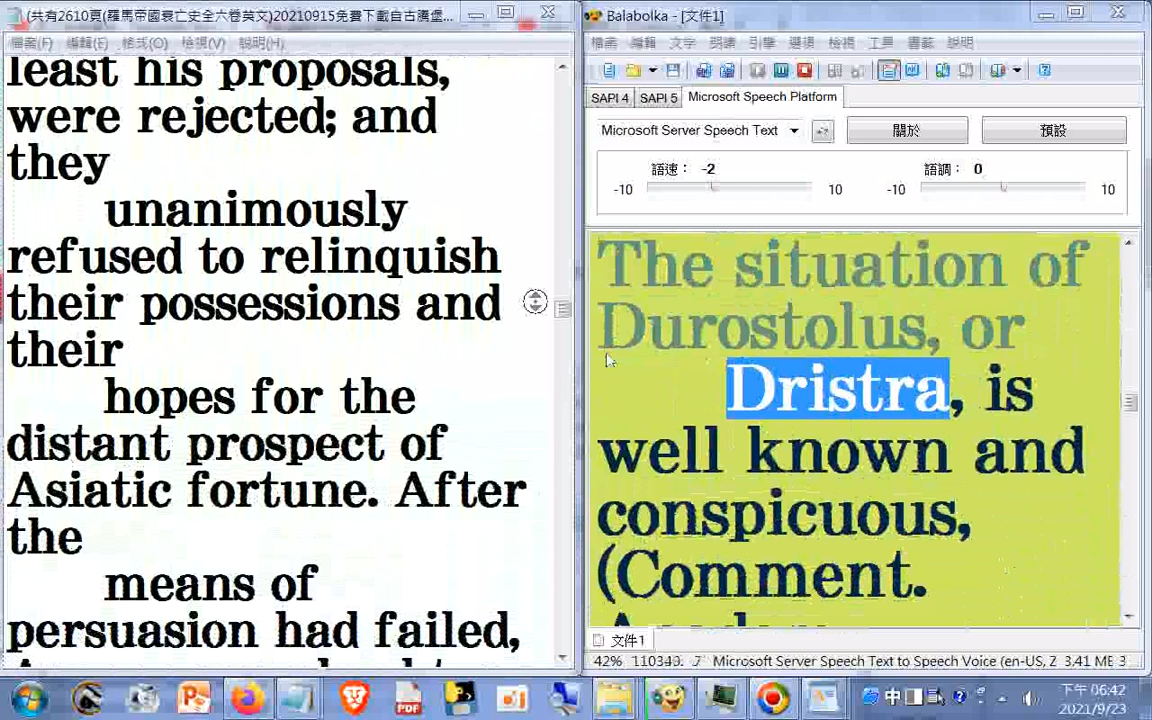 (共有2610頁(羅馬帝國衰亡史全六卷英文)20210915免費下載自古騰堡...
檔案(F) 編輯(E) 格式(O) 檢視(V) 說明(H)
least his proposals,
were rejected; and
they
unanimously
refused to relinquish
their possessions and
their
hopes for the
distant prospect of
Asiatic fortune. After
the
means of
persuasion had failed,
Balabolka - [文件1]
檔案 編輯 文字 朗讀 引擎 選項 檢視 工具 書籤 說明
SAPI 4 SAPI 5 Microsoft Speech Platform
Microsoft Server Speech Text +? 關於 預設
語速: -2 語調: 0
-10 10 -10 10
The situation of
Durostolus, or
Dristra, is
well known and
conspicuous,
(Comment.
文件1
42% 110349. 7 Microsoft Server Speech Text to Speech Voice (en-US, Z 3.41 MB 3
中
下午 06:42
2021/9/23